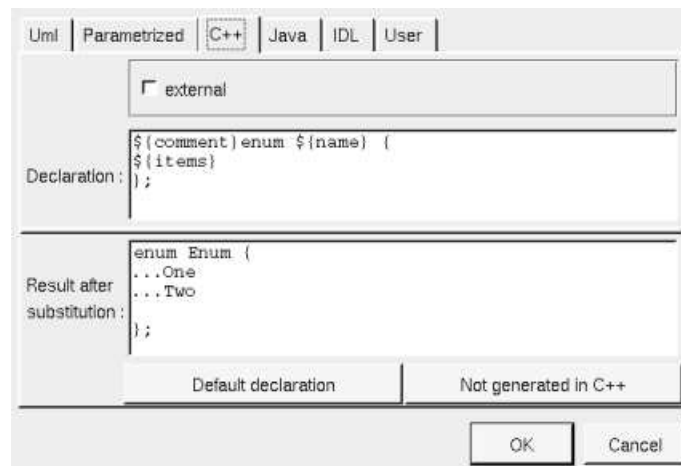 Uml Parametrized C++ Java IDL User
external
Declaration :
${comment}enum ${name} {
${items}
};
Result after
substitution :
enum Enum {
...One
...Two
};
Default declaration Not generated in C++
OK Cancel